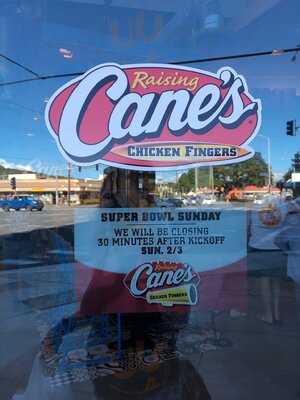 Raising
Cane's
CHICKEN FINGERS
SUPER BOWL SUNDAY
WE WILL BE CLOSING
30 MINUTES AFTER KICKOFF
SUN. 2/3
Raising
Cane's
CHICKEN FINGERS